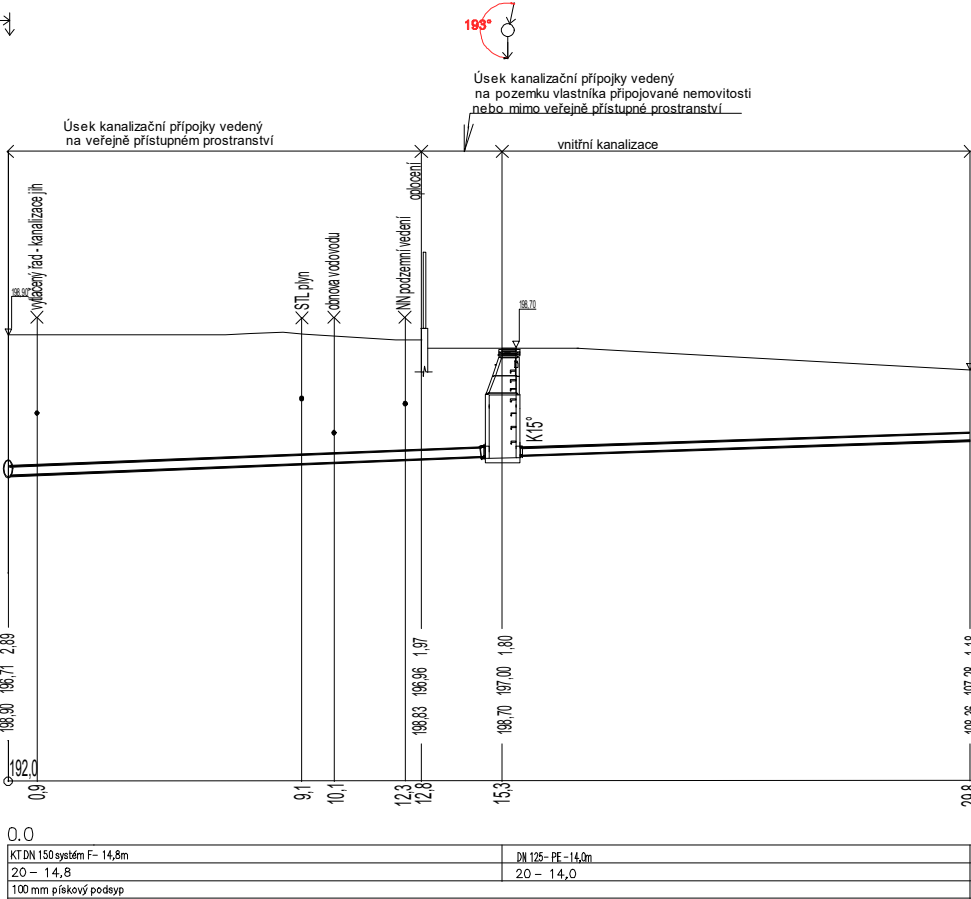 193°
Úsek kanalizační přípojky vedený
na pozemku vlastníka připojované nemovitosti
nebo mimo veřejně přístupné prostranství
Úsek kanalizační přípojky vedený
na veřejně přístupném prostranství
vnitřní kanalizace
oplocení
výtlačený řad - kanalizace jih
STL plyn
obnova vodovodu
NN podzemní vedení
198.90
198.70
K15°
198,90 196,71 2,89
198,83 196,96 1,97
198,70 197,00 1,80
192,0
0,9
9,1
10,1
12,3
12,8
15,3
0.0
KT DN 150 systém F- 14,8m
DN 125- PE -14,0m
20 - 14,8
20 - 14,0
100 mm pískový podsyp